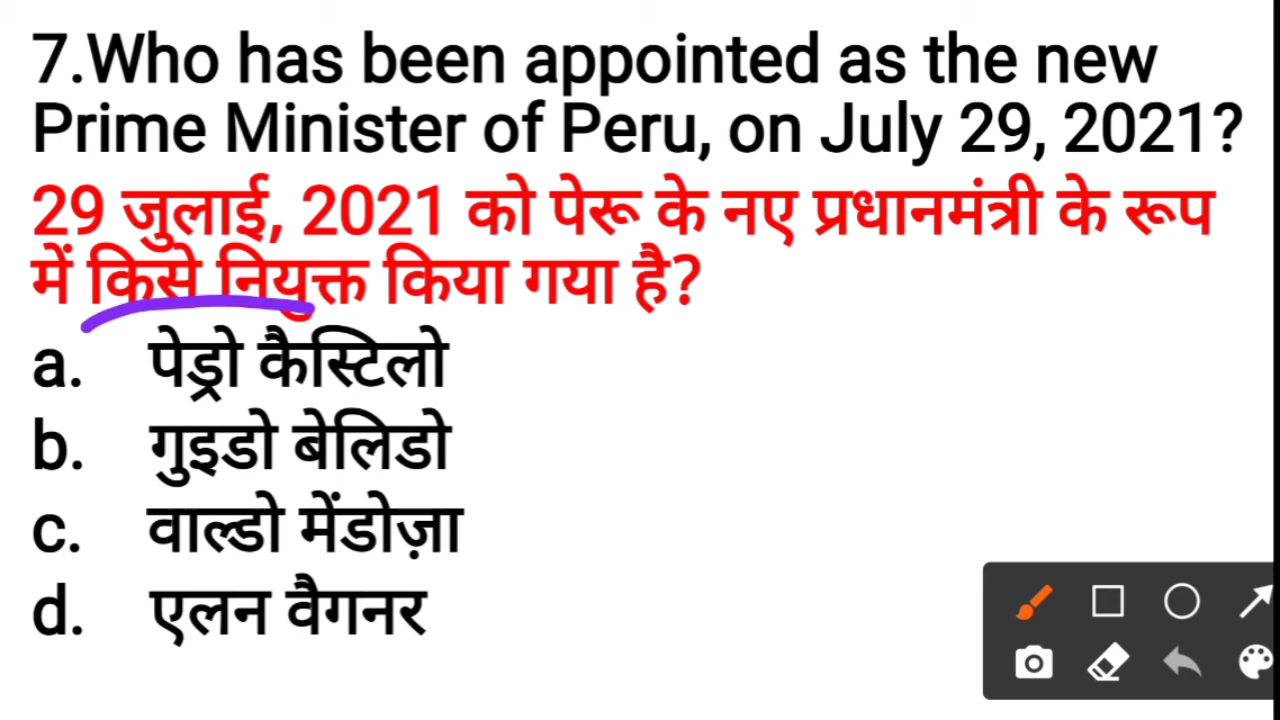 7.Who has been appointed as the new
Prime Minister of Peru, on July 29, 2021?
29 जुलाई, 2021 को पेरू के नए प्रधानमंत्री के रूप
में किसे नियुक्त किया गया है?
a. पेड्रो कैस्टिलो
b. गुइडो बेलिडो
c. वाल्डो मेंडोज़ा
d. एलन वैगनर